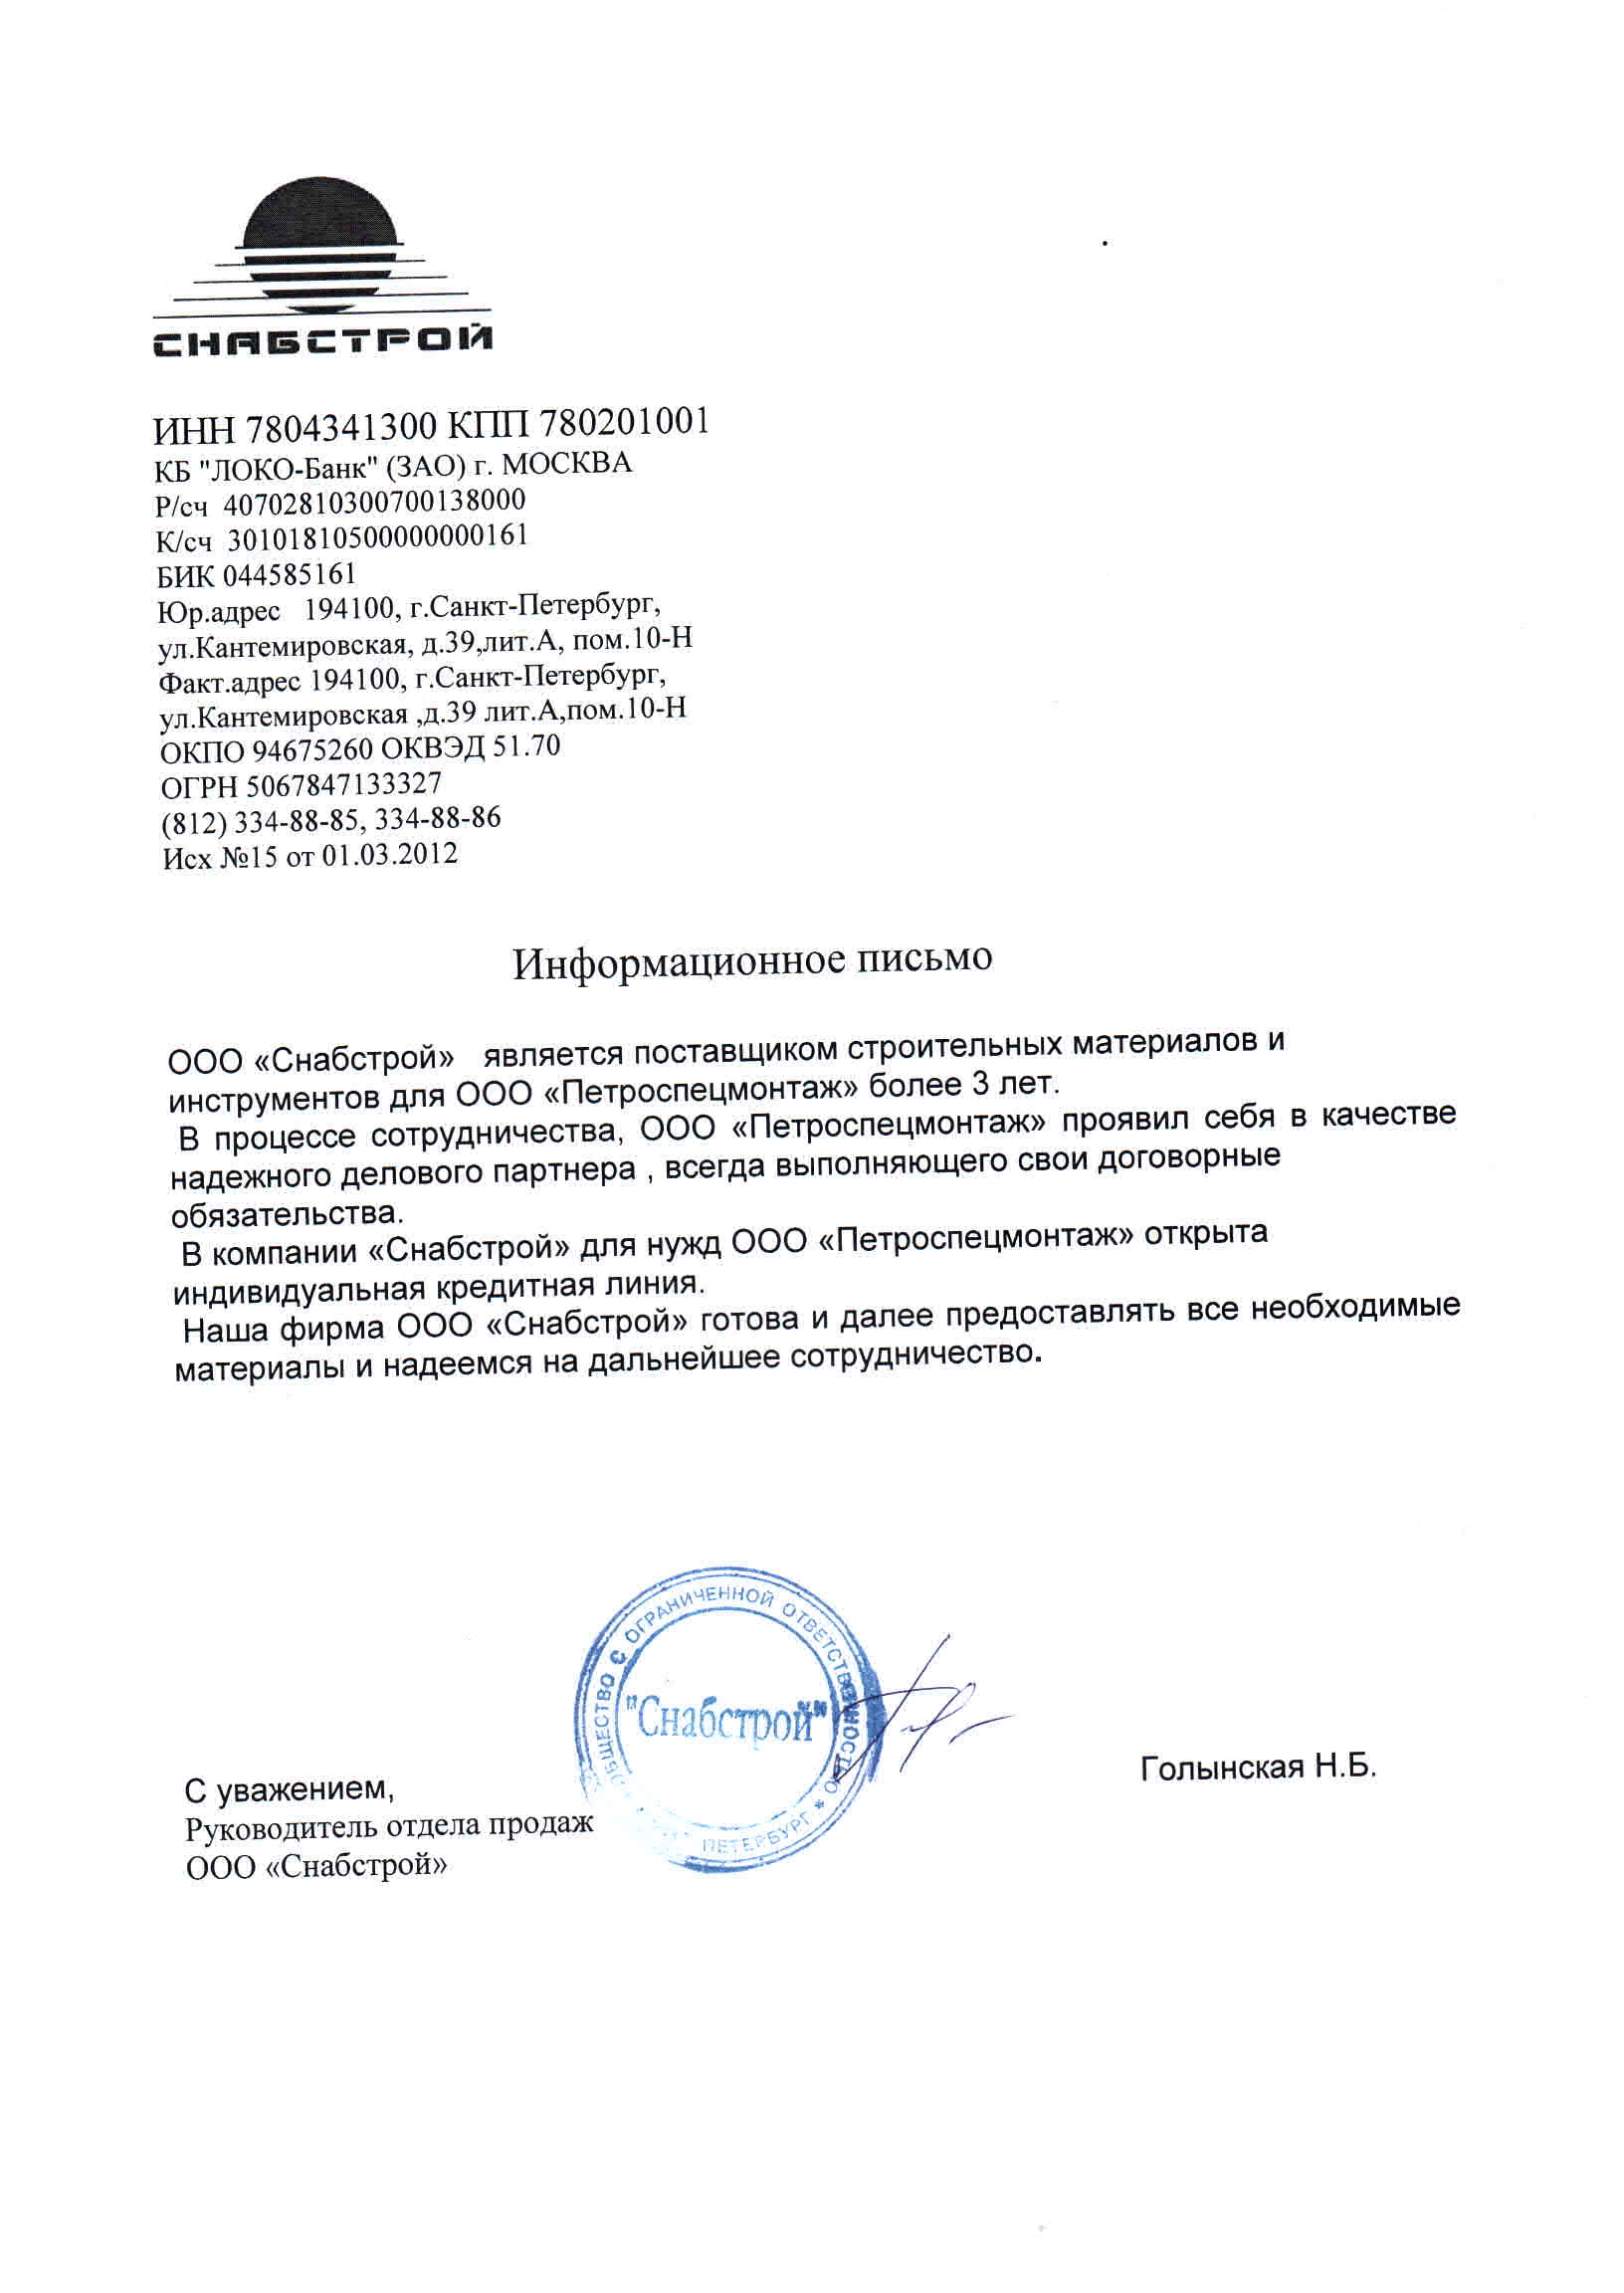 СНАБСТРОЙ
ИНН 7804341300 КПП 780201001
КБ "ЛОКО-Банк" (ЗАО) г. МОСКВА
Р/сч  40702810300700138000
К/сч  30101810500000000161
БИК 044585161
Юр.адрес   194100, г.Санкт-Петербург,
ул.Кантемировская, д.39,лит.А, пом.10-Н
Факт.адрес 194100, г.Санкт-Петербург,
ул.Кантемировская ,д.39 лит.А,пом.10-Н
ОКПО 94675260 ОКВЭД 51.70
ОГРН 5067847133327
(812) 334-88-85, 334-88-86
Исх №15 от 01.03.2012
Информационное письмо
ООО «Снабстрой»   является поставщиком строительных материалов и
инструментов для ООО «Петроспецмонтаж» более 3 лет.
В процессе сотрудничества, ООО «Петроспецмонтаж» проявил себя в качестве
надежного делового партнера , всегда выполняющего свои договорные
обязательства.
В компании «Снабстрой» для нужд ООО «Петроспецмонтаж» открыта
индивидуальная кредитная линия.
Наша фирма ООО «Снабстрой» готова и далее предоставлять все необходимые
материалы и надеемся на дальнейшее сотрудничество.
ОБЩЕСТВО С ОГРАНИЧЕННОЙ ОТВЕТСТВЕННОСТЬЮ
"Снабстрой"
ПЕТЕРБУРГ
С уважением,
Голынская Н.Б.
Руководитель отдела продаж
ООО «Снабстрой»